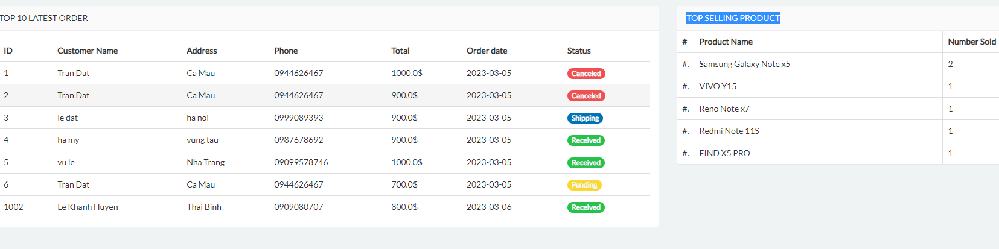 TOP 10 LATEST ORDER
ID Customer Name Address Phone Total Order date Status
1 Tran Dat Ca Mau 0944626467 1000.0$ 2023-03-05 Canceled
2 Tran Dat Ca Mau 0944626467 900.0$ 2023-03-05 Canceled
3 le dat ha noi 0999089393 900.0$ 2023-03-05 Shipping
4 ha my vung tau 0987678692 900.0$ 2023-03-05 Received
5 vu le Nha Trang 09099578746 1000.0$ 2023-03-05 Received
6 Tran Dat Ca Mau 0944626467 700.0$ 2023-03-05 Pending
1002 Le Khanh Huyen Thai Binh 0909080707 800.0$ 2023-03-06 Received
TOP SELLING PRODUCT
# Product Name Number Sold
#. Samsung Galaxy Note x5 2
#. VIVO Y15 1
#. Reno Note x7 1
#. Redmi Note 11S 1
#. FIND X5 PRO 1